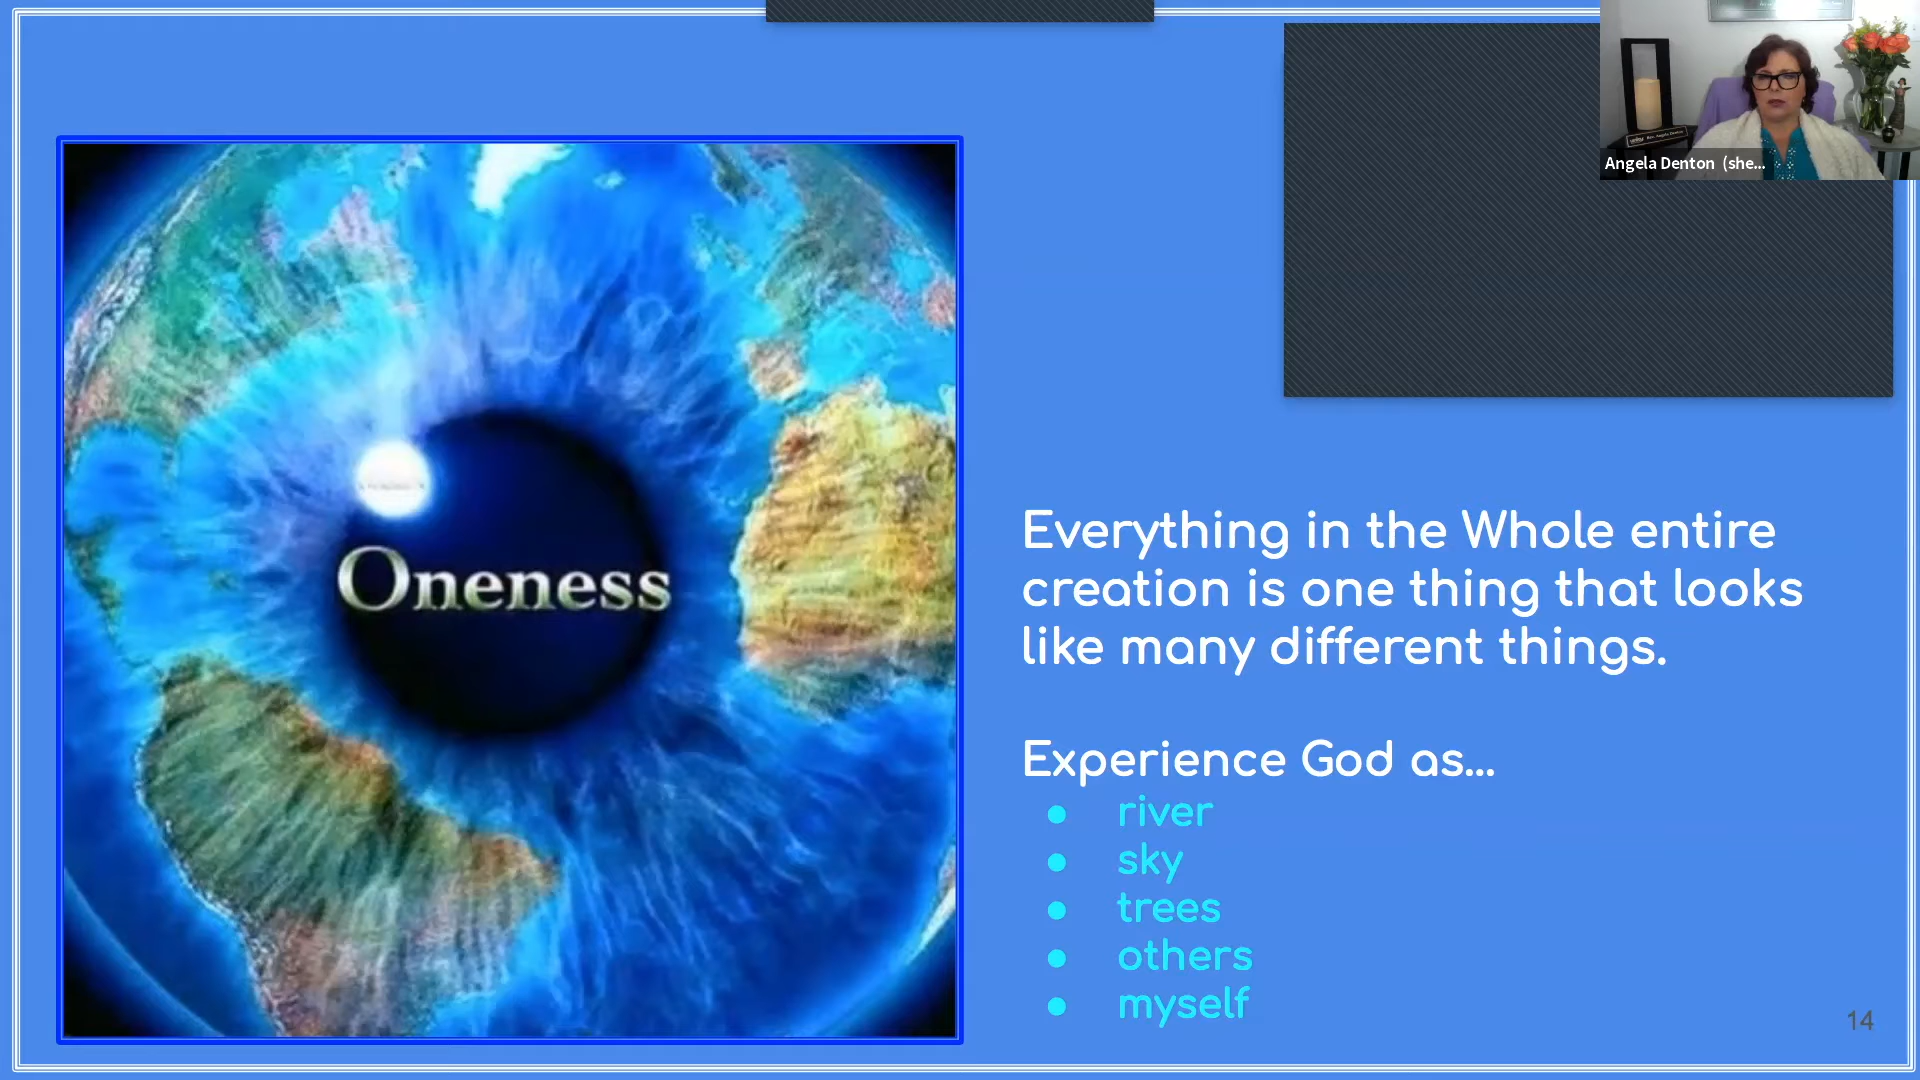 Angela Denton (she...
Oneness
Everything in the Whole entire
creation is one thing that looks
like many different things.
Experience God as...
● river
● sky
● trees
● others
● myself
14